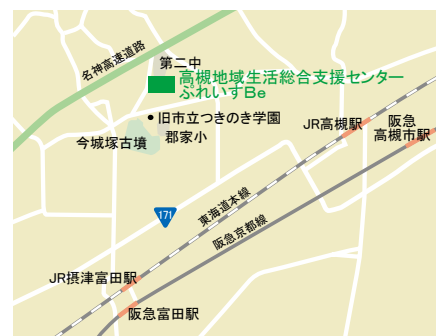 名神高速道路
第二中
高槻地域生活総合支援センター
ぷれいすBe
旧市立つきのき学園
郡家小
今城塚古墳
JR高槻駅
阪急
高槻市駅
171
東海道本線
阪急京都線
JR摂津富田駅
阪急富田駅